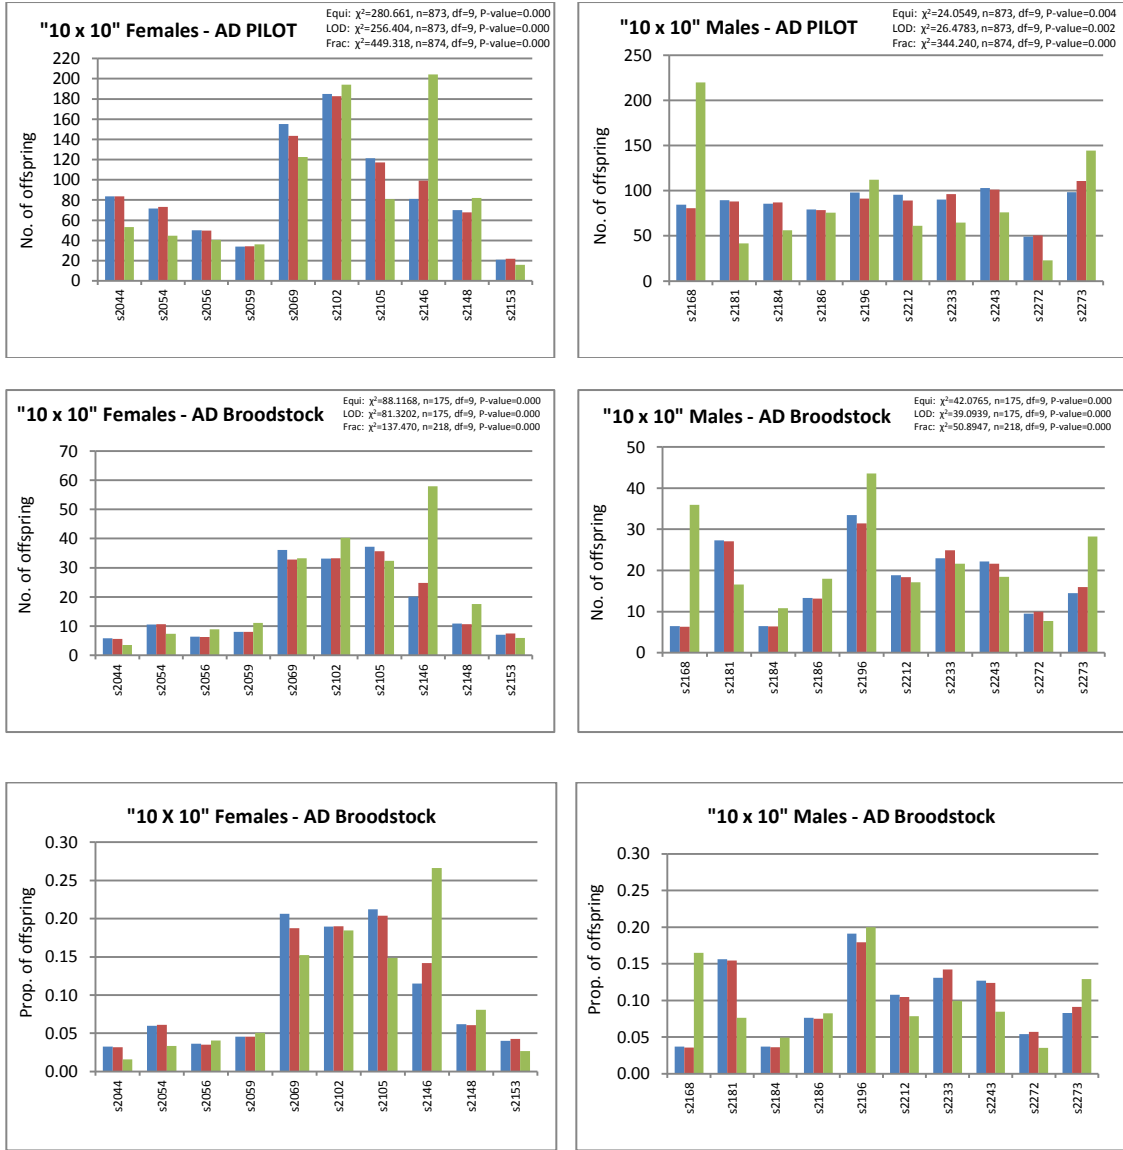 "10 x 10" Females - AD PILOT
Equi: χ²=280.661, n=873, df=9, P-value=0.000
LOD: χ²=256.404, n=873, df=9, P-value=0.000
Frac: χ²=449.318, n=874, df=9, P-value=0.000
No. of offspring
220
200
180
160
140
120
100
80
60
40
20
0
s2044 s2054 s2056 s2059 s2069 s2102 s2105 s2146 s2148 s2153
"10 x 10" Males - AD PILOT
Equi: χ²=24.0549, n=873, df=9, P-value=0.004
LOD: χ²=26.4783, n=873, df=9, P-value=0.002
Frac: χ²=344.240, n=874, df=9, P-value=0.000
No. of offspring
250
200
150
100
50
0
s2168 s2181 s2184 s2186 s2196 s2212 s2233 s2243 s2272 s2273
"10 x 10" Females - AD Broodstock
Equi: χ²=88.1168, n=175, df=9, P-value=0.000
LOD: χ²=81.3202, n=175, df=9, P-value=0.000
Frac: χ²=137.470, n=218, df=9, P-value=0.000
No. of offspring
70
60
50
40
30
20
10
0
s2044 s2054 s2056 s2059 s2069 s2102 s2105 s2146 s2148 s2153
"10 x 10" Males - AD Broodstock
Equi: χ²=42.0765, n=175, df=9, P-value=0.000
LOD: χ²=39.0939, n=175, df=9, P-value=0.000
Frac: χ²=50.8947, n=218, df=9, P-value=0.000
No. of offspring
50
40
30
20
10
0
s2168 s2181 s2184 s2186 s2196 s2212 s2233 s2243 s2272 s2273
"10 X 10" Females - AD Broodstock
Prop. of offspring
0.30
0.25
0.20
0.15
0.10
0.05
0.00
s2044 s2054 s2056 s2059 s2069 s2102 s2105 s2146 s2148 s2153
"10 x 10" Males - AD Broodstock
Prop. of offspring
0.30
0.25
0.20
0.15
0.10
0.05
0.00
s2168 s2181 s2184 s2186 s2196 s2212 s2233 s2243 s2272 s2273